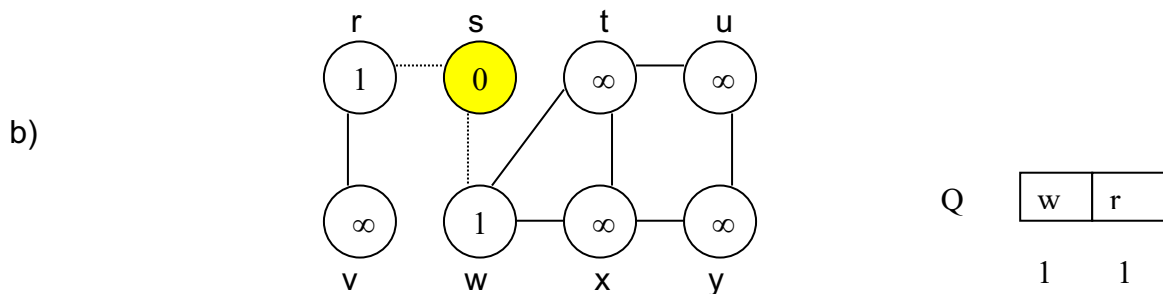 r s t u
1 0 ∞ ∞
b)
Q w r
∞ 1 ∞ ∞
1 1
v w x y